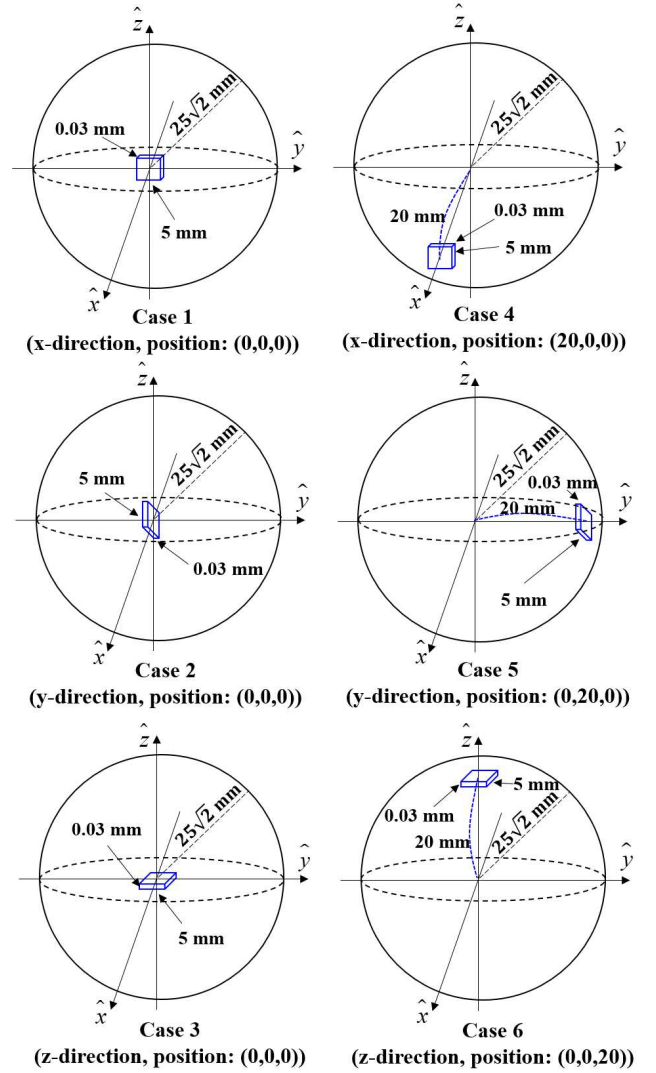 ẑ
25√2 mm
0.03 mm
ŷ
5 mm
x̂
Case 1
(x-direction, position: (0,0,0))
ẑ
25√2 mm
ŷ
20 mm
0.03 mm
5 mm
x̂
Case 4
(x-direction, position: (20,0,0))
ẑ
25√2 mm
5 mm
ŷ
0.03 mm
x̂
Case 2
(y-direction, position: (0,0,0))
ẑ
25√2 mm
0.03 mm
20 mm
ŷ
5 mm
x̂
Case 5
(y-direction, position: (0,20,0))
ẑ
25√2 mm
0.03 mm
ŷ
5 mm
x̂
Case 3
(z-direction, position: (0,0,0))
ẑ
5 mm
0.03 mm
25√2 mm
20 mm
ŷ
x̂
Case 6
(z-direction, position: (0,0,20))